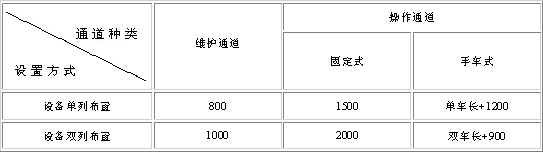 通道种类
设置方式
维护通道
操作通道
固定式
手车式
设备单列布置
800
1500
单车长+1200
设备双列布置
1000
2000
双车长+900